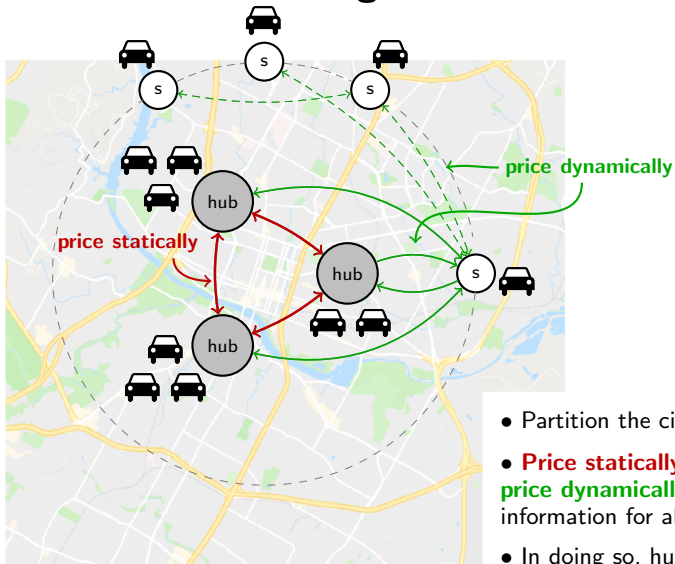 s
s
s
price dynamically
hub
price statically
hub
s
hub
• Partition the ci
• Price statically
price dynamicall
information for al
• In doing so, hu